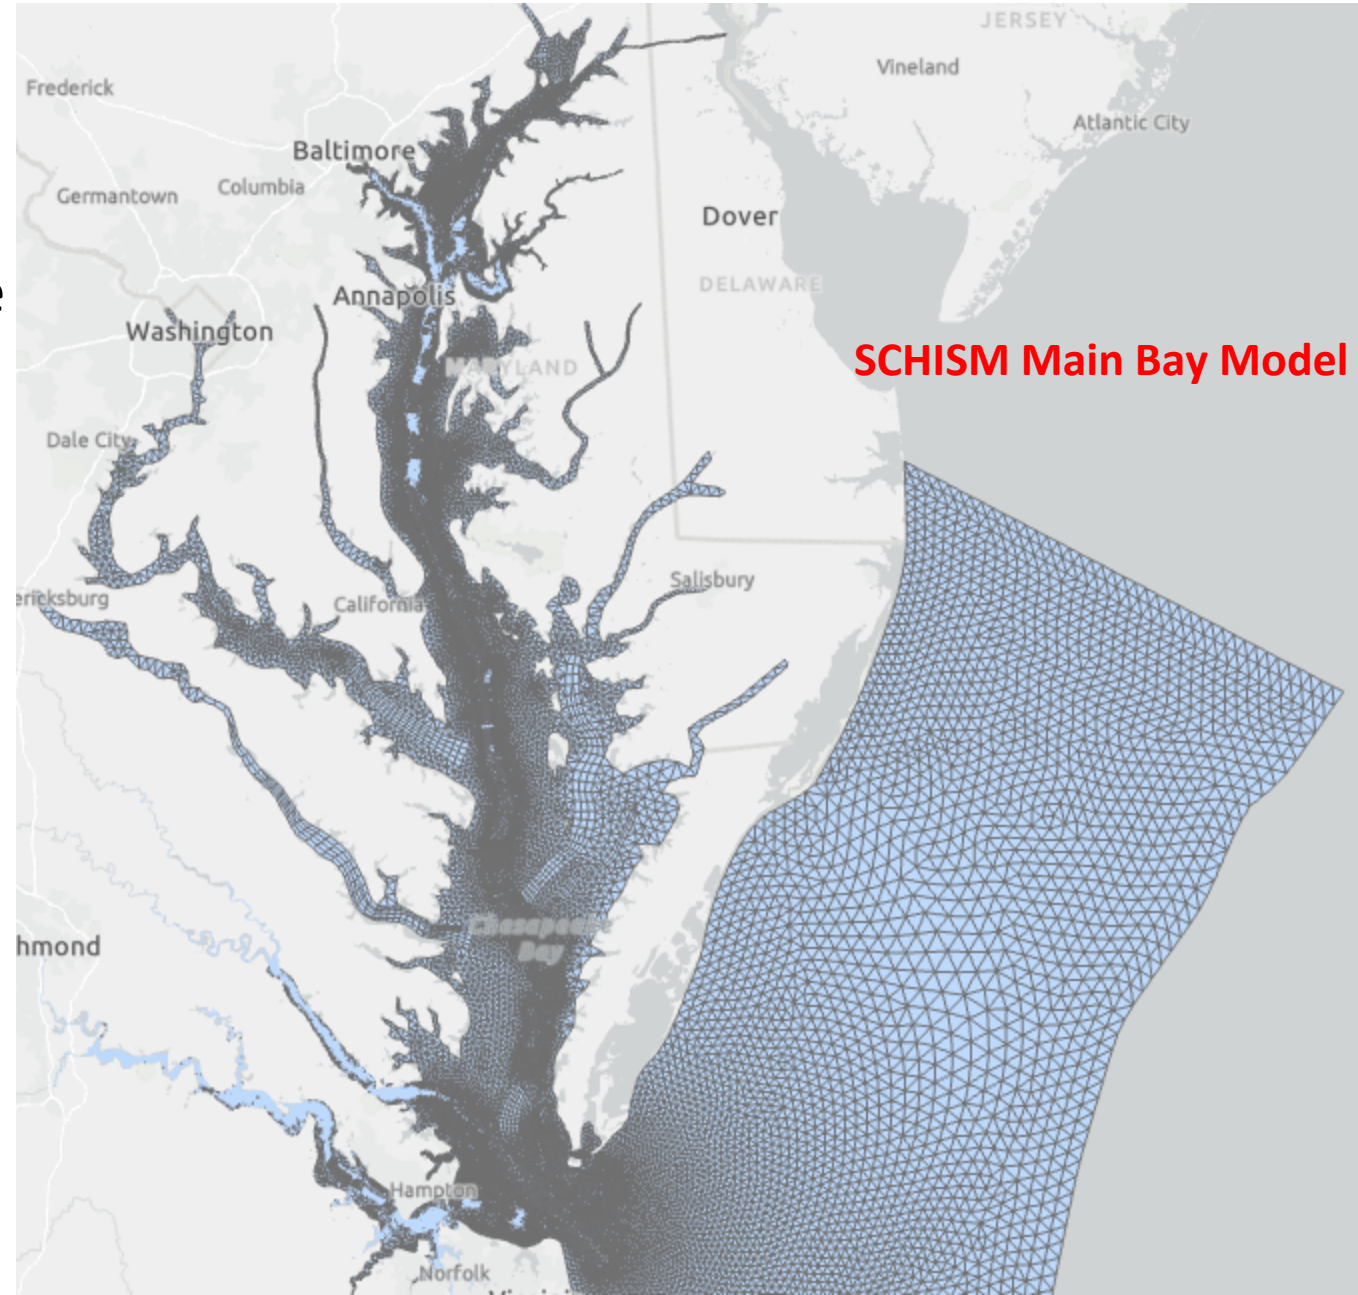 JERSEY
Vineland
Frederick
Atlantic City
Baltimore
Columbia
Germantown
Dover
DELAWARE
e
Annapolis
Washington
MARYLAND
SCHISM Main Bay Model
Dale City
Salisbury
ericksburg
California
Chesapeake
Bay
hmond
Hampton
Norfolk